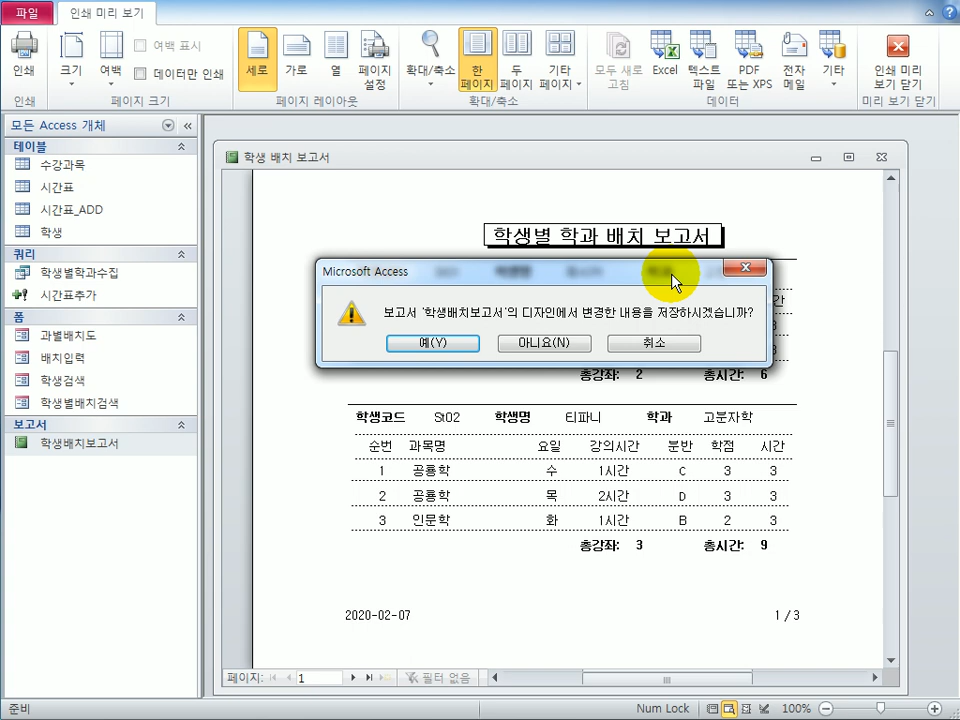 파일
인쇄 미리 보기
인쇄
크기
여백
여백 표시
데이터만 인쇄
세로
가로
열
페이지
설정
확대/축소
한
페이지
두
페이지
기타
페이지
모두 새로
고침
Excel
텍스트
파일
PDF
또는 XPS
전자
메일
기타
인쇄 미리
보기 닫기
인쇄
페이지 크기
페이지 레이아웃
확대/축소
데이터
미리 보기 닫기
모든 Access 개체
테이블
수강과목
시간표
시간표_ADD
학생
쿼리
학생별학과수집
시간표추가
폼
과별배치도
배치입력
학생검색
학생별배치검색
보고서
학생배치보고서
학생 배치 보고서
학생별 학과 배치 보고서
Microsoft Access
보고서 '학생배치보고서'의 디자인에서 변경한 내용을 저장하시겠습니까?
예(Y)
아니요(N)
취소
총강좌: 2 총시간: 6
학생코드 St02 학생명 티파니 학과 고분자학
순번 과목명 요일 강의시간 분반 학점 시간
1 공룡학 수 1시간 C 3 3
2 공룡학 목 2시간 D 3 3
3 인문학 화 1시간 B 2 3
총강좌: 3 총시간: 9
2020-02-07
1 / 3
페이지: 1
필터 없음
준비
Num Lock
100%